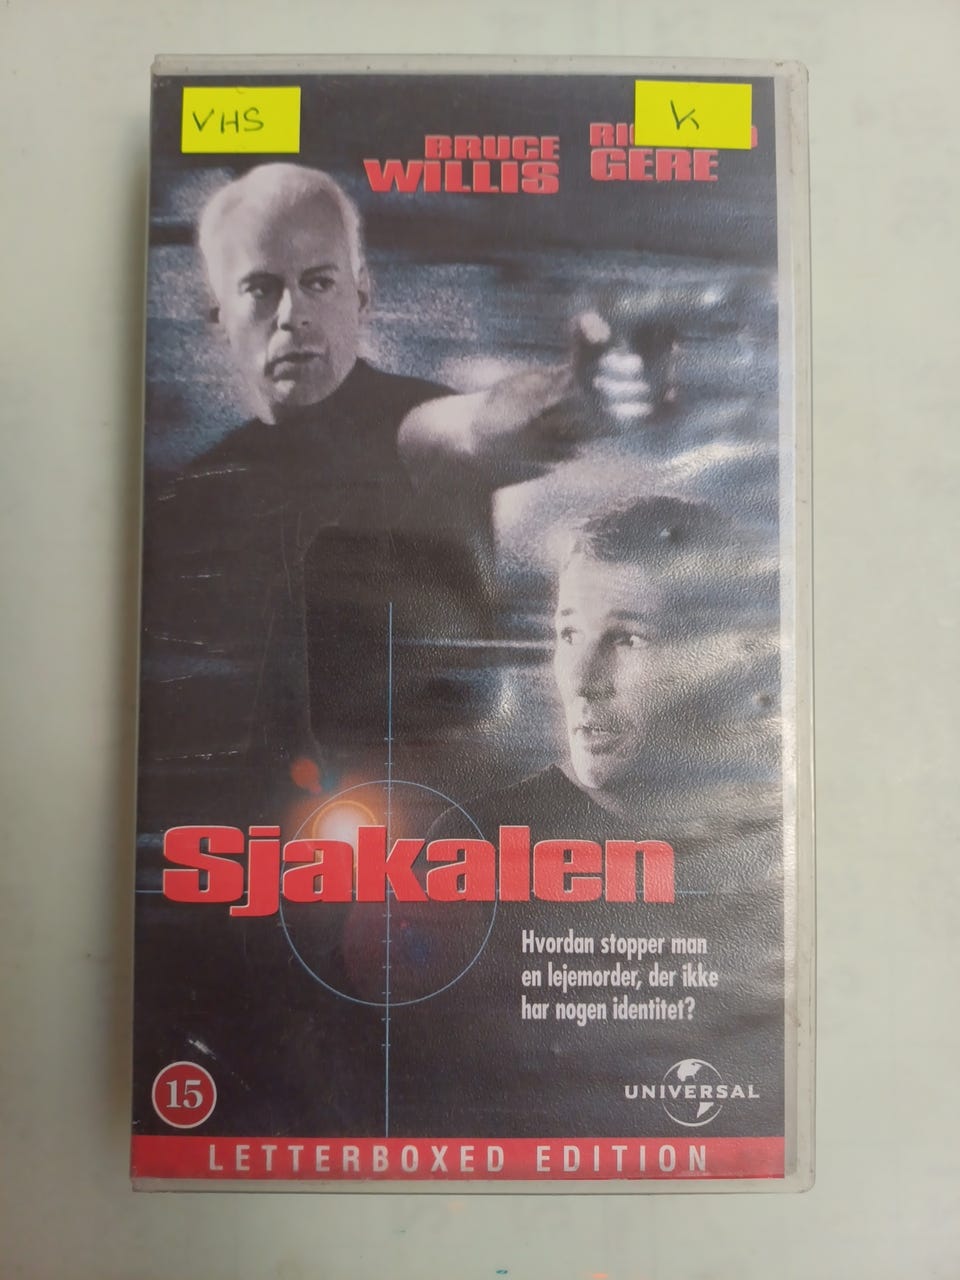 VHS
K
BRUCE
WILLIS
GERE
Sjakalen
Hvordan stopper man
en lejemorder, der ikke
har nogen identitet?
15
UNIVERSAL
LETTERBOXED EDITION